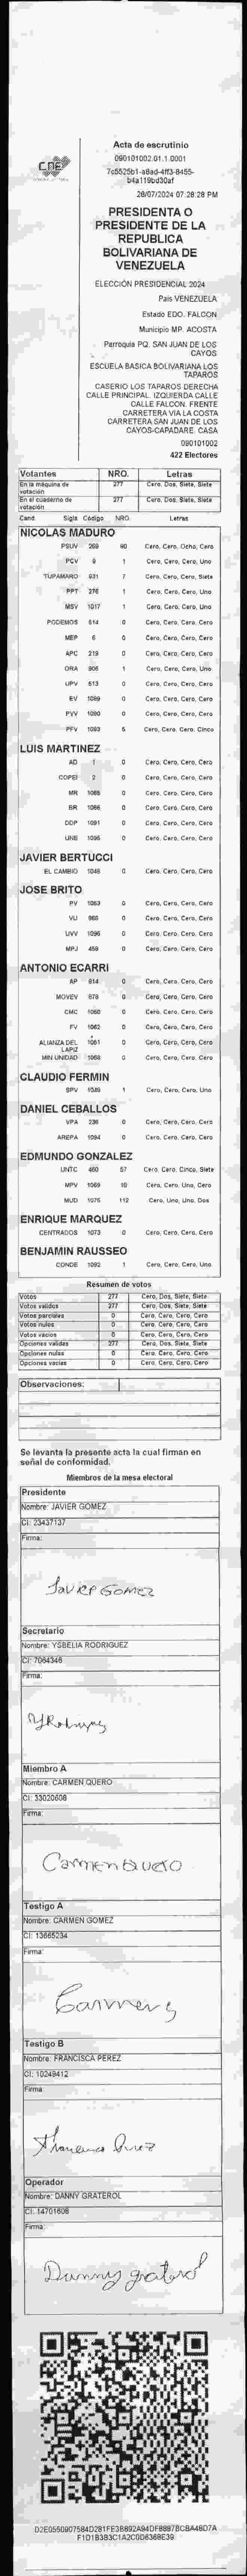 CNE
Acta de escrutinio
090101002.01.1.0001
7c5525b1-a8ad-4ff3-8455-
b4a119bd30af
28/07/2024 07:28:28 PM
PRESIDENTA O
PRESIDENTE DE LA
REPUBLICA
BOLIVARIANA DE
VENEZUELA
ELECCIÓN PRESIDENCIAL 2024
País VENEZUELA
Estado EDO. FALCON
Municipio MP. ACOSTA
Parroquia PQ. SAN JUAN DE LOS
CAYOS
ESCUELA BASICA BOLIVARIANA LOS
TAPAROS
CASERIO LOS TAPAROS DERECHA
CALLE PRINCIPAL. IZQUIERDA CALLE
CALLE FALCON. FRENTE
CARRETERA VIA LA COSTA
CARRETERA SAN JUAN DE LOS
CAYOS-CAPADARE. CASA
090101002
422 Electores
Votantes NRO. Letras
En la máquina de votación 277 Cero, Dos, Siete, Siete
En el cuaderno de votación 277 Cero, Dos, Siete, Siete
Cand. Sigla Código NRO. Letras
NICOLAS MADURO
PSUV 269 80 Cero, Cero, Ocho, Cero
PCV 9 1 Cero, Cero, Cero, Uno
TUPAMARO 931 7 Cero, Cero, Cero, Siete
PPT 276 1 Cero, Cero, Cero, Uno
MSV 1017 1 Cero, Cero, Cero, Uno
PODEMOS 614 0 Cero, Cero, Cero, Cero
MEP 6 0 Cero, Cero, Cero, Cero
APC 219 0 Cero, Cero, Cero, Cero
ORA 905 1 Cero, Cero, Cero, Uno
UPV 613 0 Cero, Cero, Cero, Cero
EV 1089 0 Cero, Cero, Cero, Cero
PVV 1090 0 Cero, Cero, Cero, Cero
PFV 1093 5 Cero, Cero, Cero, Cinco
LUIS MARTINEZ
AD 1 0 Cero, Cero, Cero, Cero
COPEI 2 0 Cero, Cero, Cero, Cero
MR 1085 0 Cero, Cero, Cero, Cero
BR 1086 0 Cero, Cero, Cero, Cero
DDP 1091 0 Cero, Cero, Cero, Cero
UNE 1095 0 Cero, Cero, Cero, Cero
JAVIER BERTUCCI
EL CAMBIO 1048 0 Cero, Cero, Cero, Cero
JOSE BRITO
PV 1083 0 Cero, Cero, Cero, Cero
VU 986 0 Cero, Cero, Cero, Cero
UVV 1096 0 Cero, Cero, Cero, Cero
MPJ 459 0 Cero, Cero, Cero, Cero
ANTONIO ECARRI
AP 814 0 Cero, Cero, Cero, Cero
MOVEV 878 0 Cero, Cero, Cero, Cero
CMC 1060 0 Cero, Cero, Cero, Cero
FV 1062 0 Cero, Cero, Cero, Cero
ALIANZA DEL LAPIZ 1061 0 Cero, Cero, Cero, Cero
MIN UNIDAD 1068 0 Cero, Cero, Cero, Cero
CLAUDIO FERMIN
SPV 1049 1 Cero, Cero, Cero, Uno
DANIEL CEBALLOS
VPA 236 0 Cero, Cero, Cero, Cero
AREPA 1094 0 Cero, Cero, Cero, Cero
EDMUNDO GONZALEZ
UNTC 460 57 Cero, Cero, Cinco, Siete
MPV 1069 10 Cero, Cero, Uno, Cero
MUD 1075 112 Cero, Uno, Uno, Dos
ENRIQUE MARQUEZ
CENTRADOS 1073 0 Cero, Cero, Cero, Cero
BENJAMIN RAUSSEO
CONDE 1092 1 Cero, Cero, Cero, Uno
Resumen de votos
Votos 277 Cero, Dos, Siete, Siete
Votos validos 277 Cero, Dos, Siete, Siete
Votos parciales 0 Cero, Cero, Cero, Cero
Votos nulos 0 Cero, Cero, Cero, Cero
Votos vacios 0 Cero, Cero, Cero, Cero
Opciones validas 277 Cero, Dos, Siete, Siete
Opciones nulas 0 Cero, Cero, Cero, Cero
Opciones vacias 0 Cero, Cero, Cero, Cero
Observaciones:
Se levanta la presente acta la cual firman en
señal de conformidad.
Miembros de la mesa electoral
Presidente
Nombre: JAVIER GOMEZ
CI: 23437137
Firma:
Javier GOMEZ
Secretario
Nombre: YSBELIA RODRIGUEZ
CI: 7064346
Firma:
Miembro A
Nombre: CARMEN QUERO
CI: 33020608
Firma:
Carmen Quero
Testigo A
Nombre: CARMEN GOMEZ
CI: 13665234
Firma:
Carmen g
Testigo B
Nombre: FRANCISCA PEREZ
CI: 10249412
Firma:
Operador
Nombre: DANNY GRATEROL
CI: 14701608
Firma:
Danny graterol
D2E0550907584D281FE3B892A94DF8887BCBA46D7A
F1D1B3B3C1A2C0D6368E39